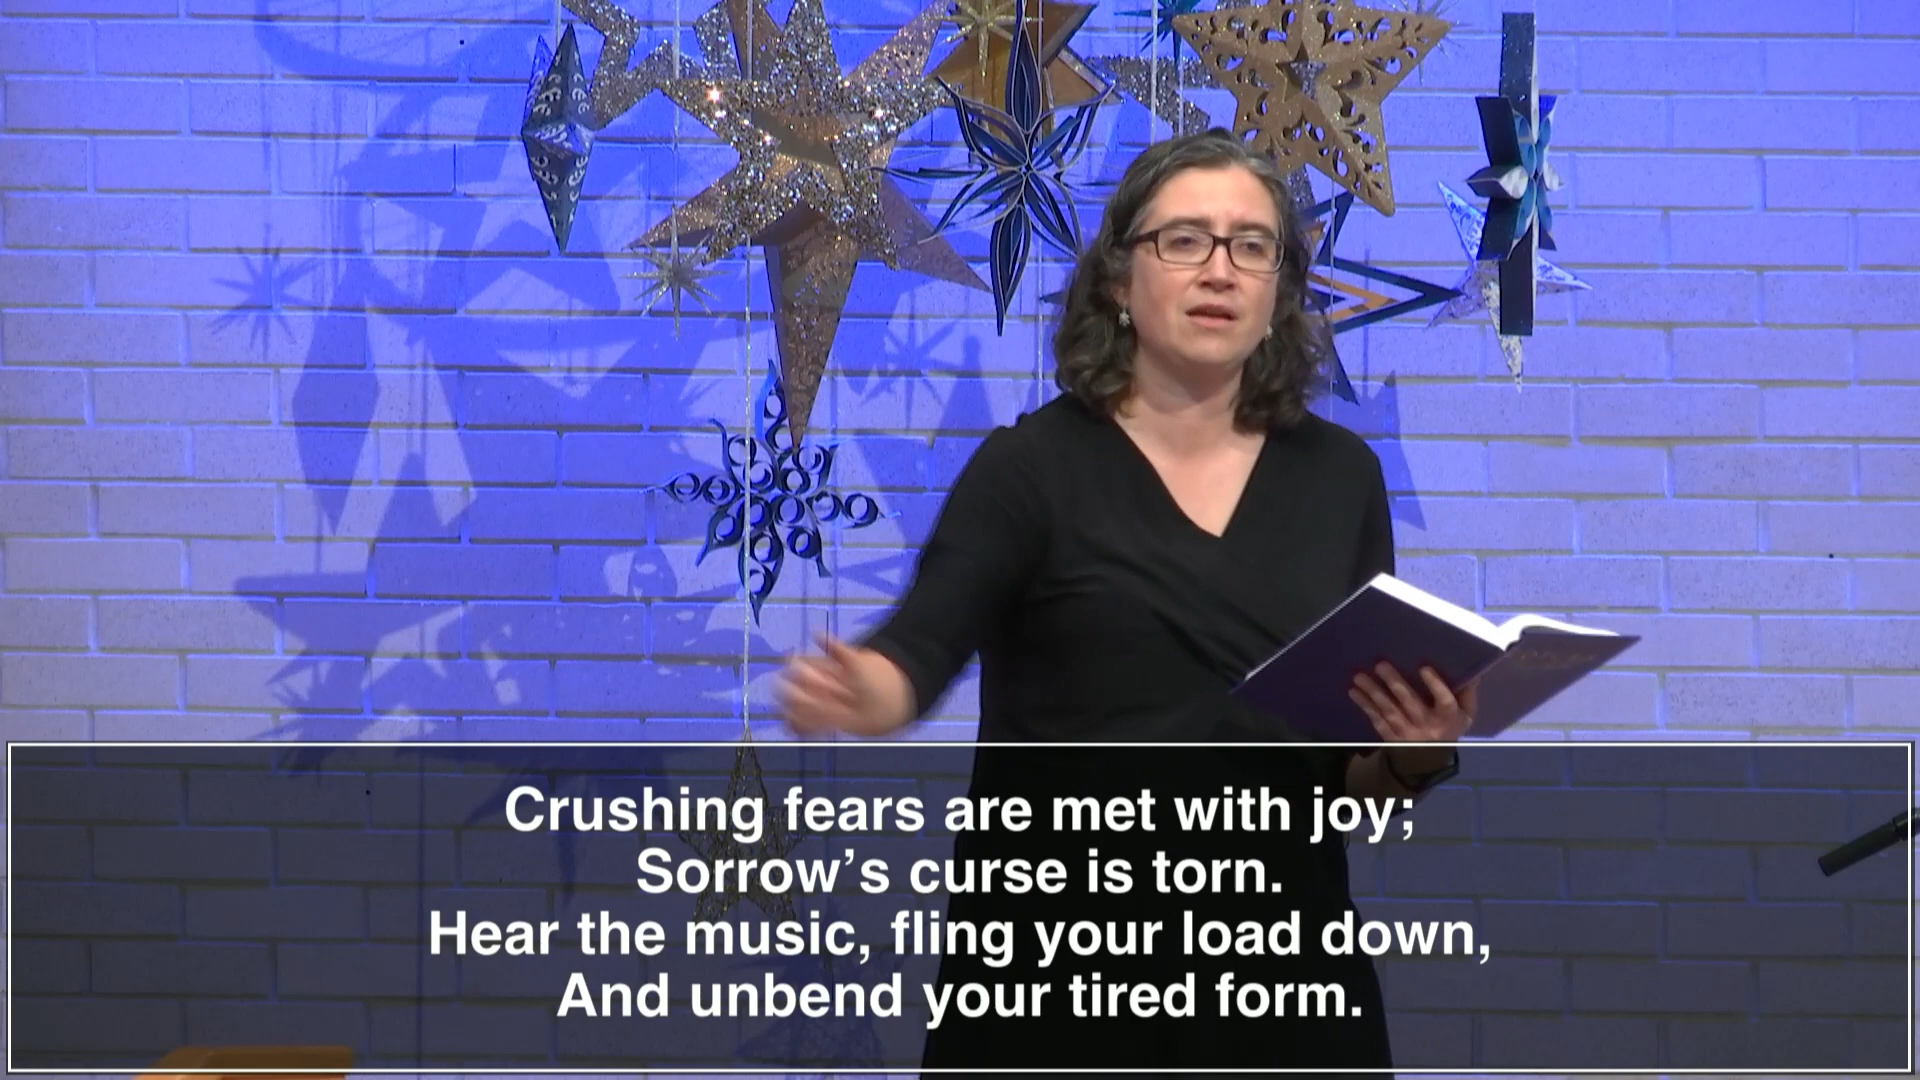 Crushing fears are met with joy;
Sorrow’s curse is torn.
Hear the music, fling your load down,
And unbend your tired form.